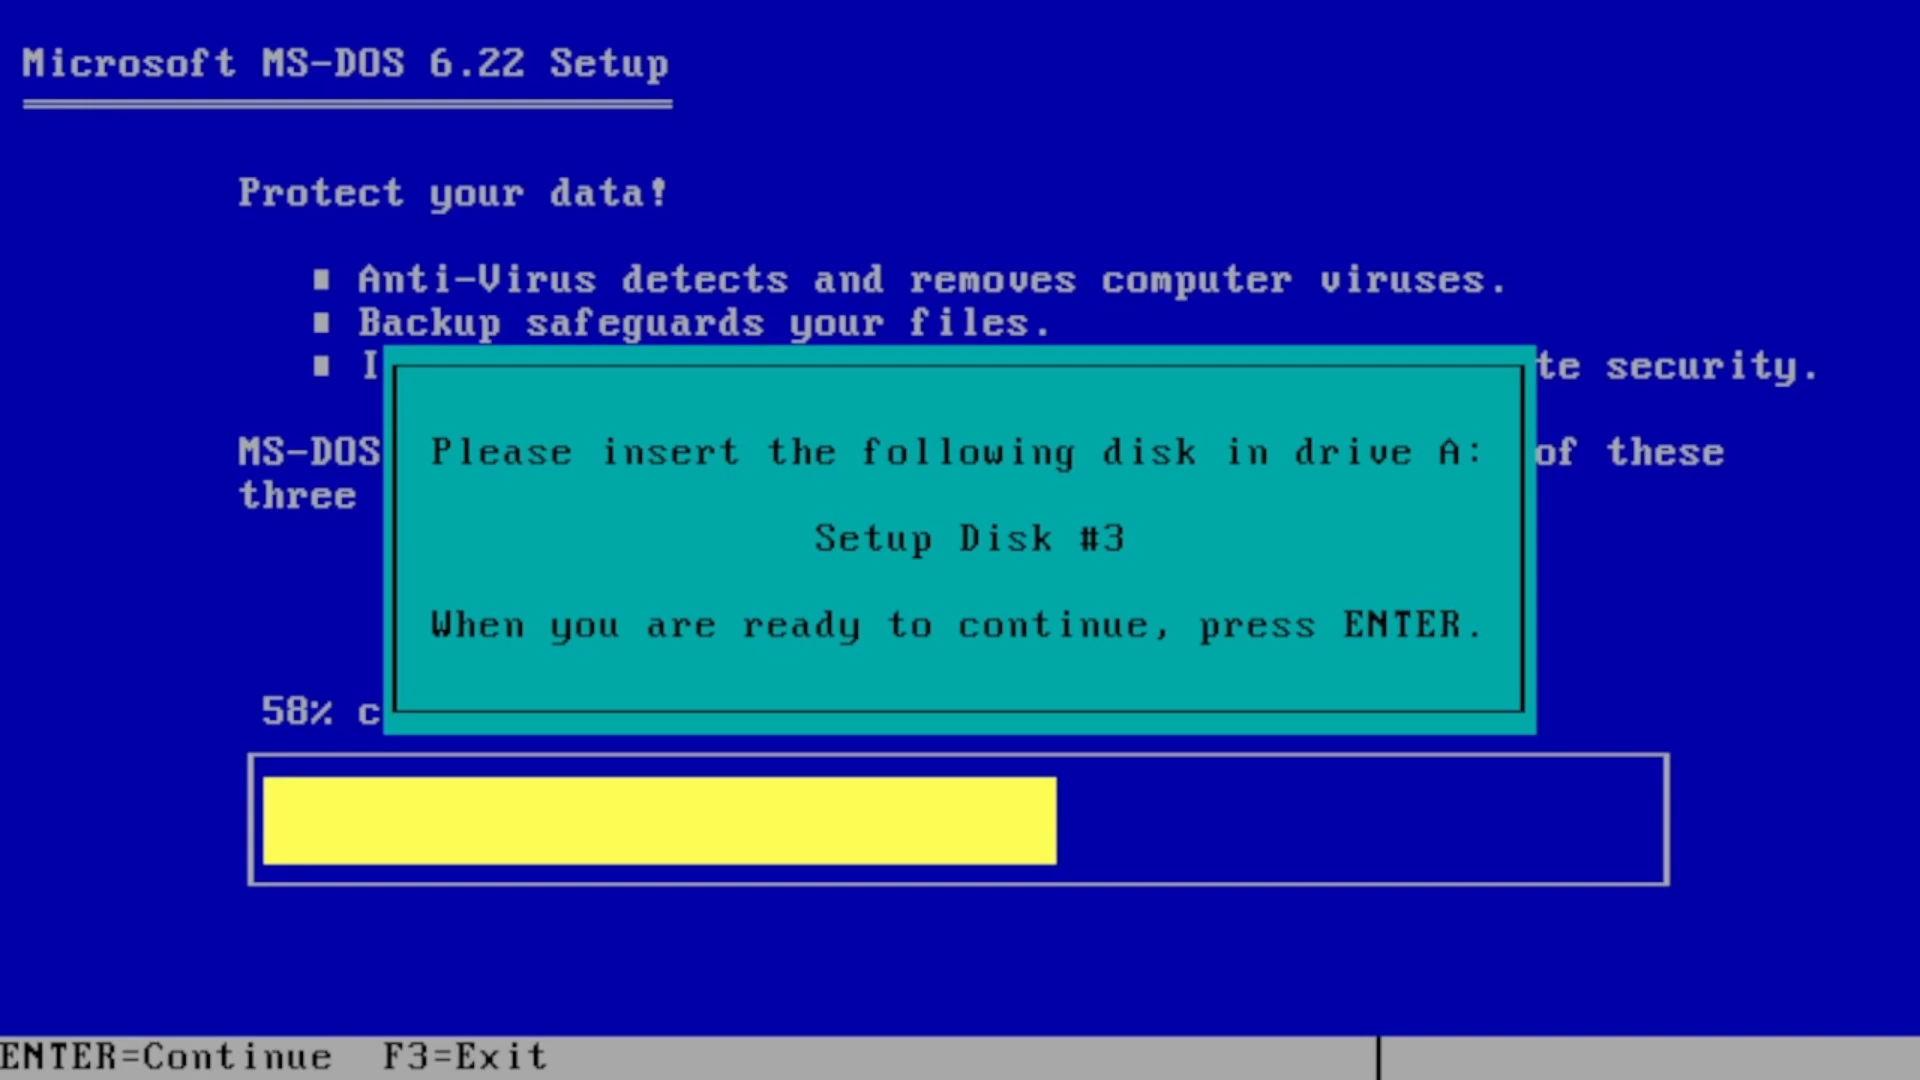 Microsoft MS-DOS 6.22 Setup
Protect your data!
Anti-Virus detects and removes computer viruses.
Backup safeguards your files.
security.
MS-DOS of these
three
Please insert the following disk in drive A:
Setup Disk #3
When you are ready to continue, press ENTER.
58%
ENTER=Continue F3=Exit